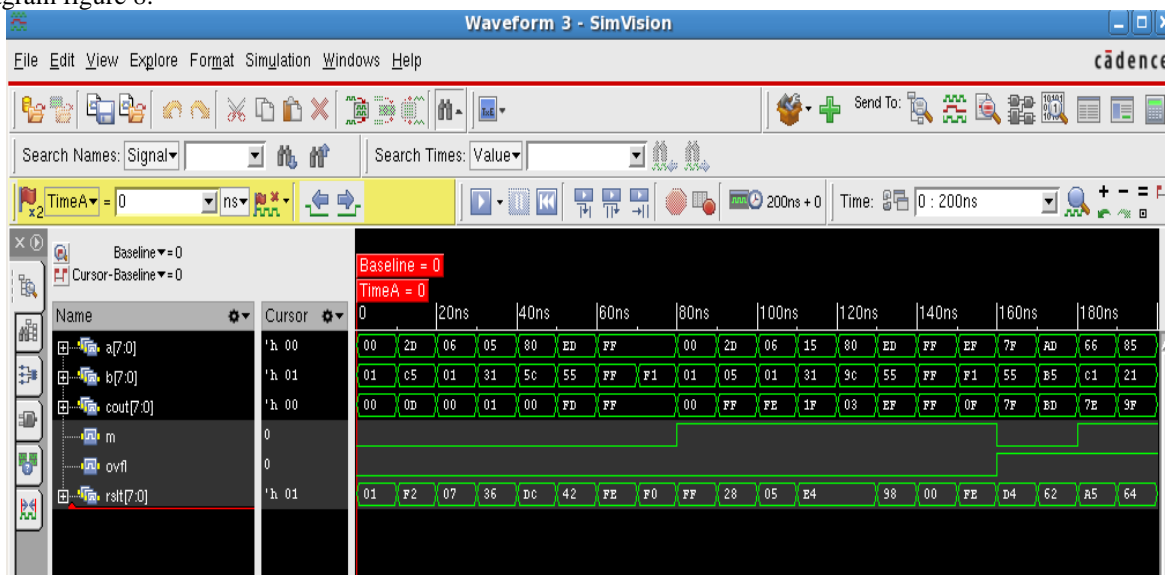 agram figure 8.
Waveform 3 - SimVision
File Edit View Explore Format Simulation Windows Help
cādence
Send To:
Search Names: Signal
Search Times: Value
x2 TimeA = 0 ns 200ns + 0 Time: 0 : 200ns
Baseline = 0
Cursor-Baseline = 0
Baseline = 0
TimeA = 0
Name Cursor 0 20ns 40ns 60ns 80ns 100ns 120ns 140ns 160ns 180ns
a[7:0] 'h 00 00 2D 06 05 80 ED FF 00 2D 06 15 80 ED FF EF 7F AD 66 85
b[7:0] 'h 01 01 C5 01 31 5C 55 FF F1 01 05 01 31 9C 55 FF F1 55 B5 C1 21
cout[7:0] 'h 00 00 0D 00 01 00 FD FF 00 FF FE 1F 03 EF FF 0F 7F BD 7E 9F
m 0
ovfl 0
rslt[7:0] 'h 01 01 F2 07 36 DC 42 FE F0 FF 28 05 E4 98 00 FE D4 62 A5 64